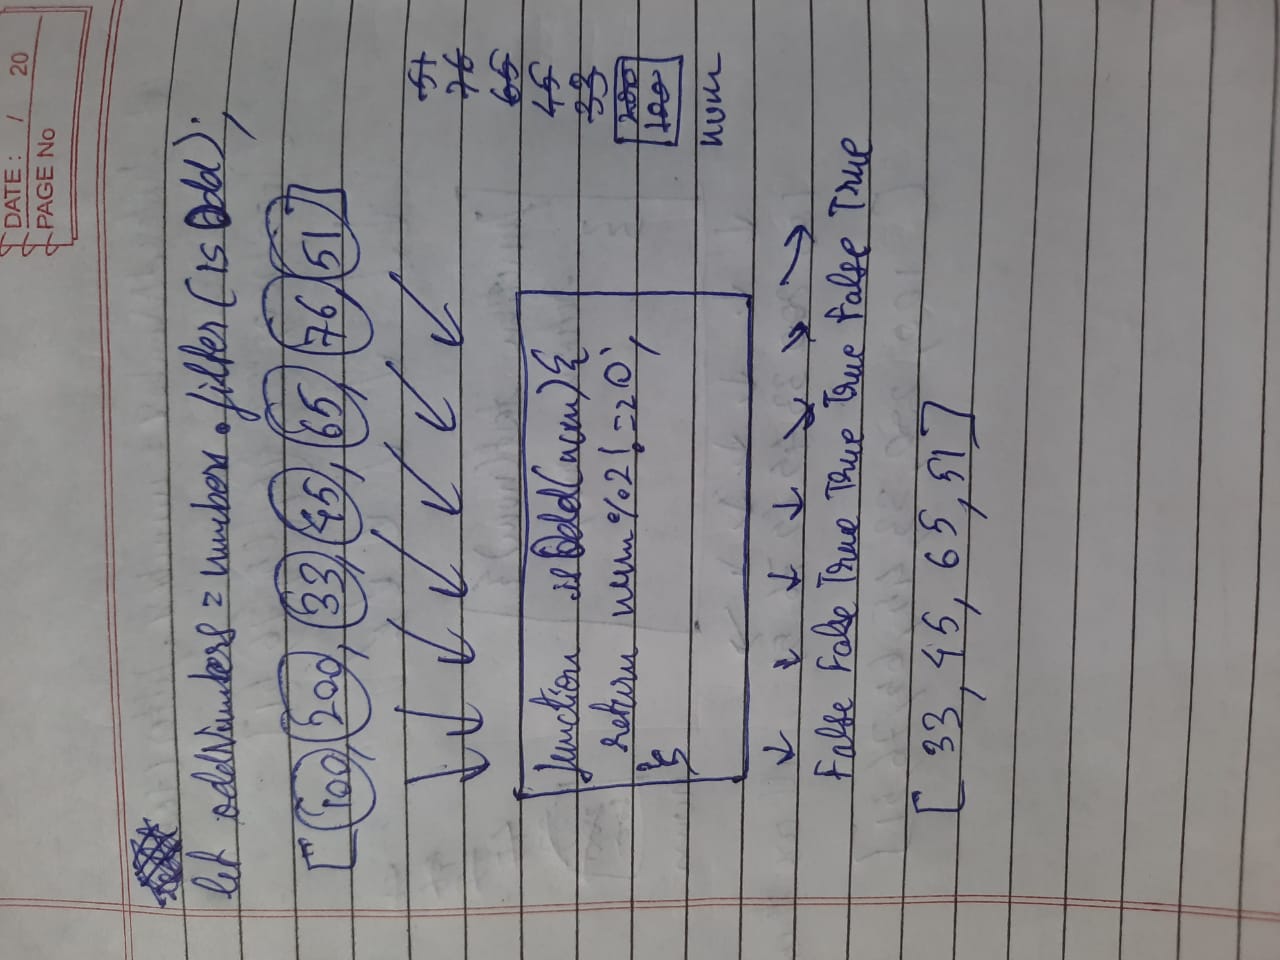 DATE: / 20
PAGE No
let oddNumbers = numbers.filter(isOdd);
[100, 200, 33, 45, 65, 76, 51]
51
76
65
45
33
200
100
num
function isOdd(num){
return num%2!==0;
}
False False True True True False True
[33, 45, 65, 51]